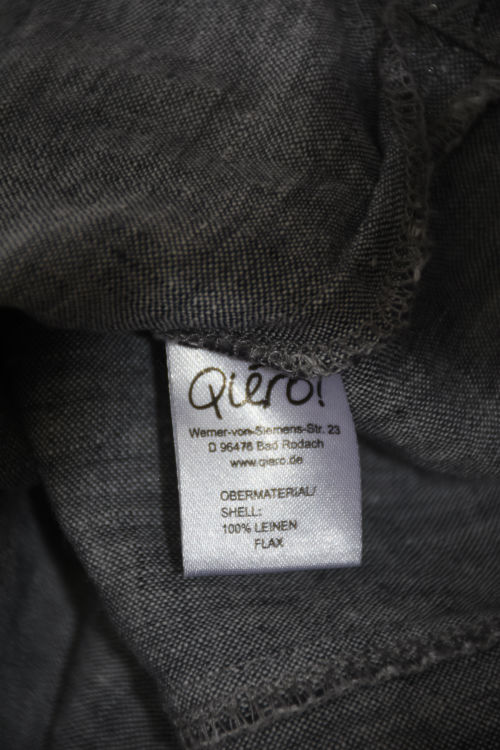 Qiéro!
Werner-von-Siemens-Str. 23
D 96476 Bad Rodach
www.qiero.de
OBERMATERIAL/
SHELL:
100% LEINEN
FLAX